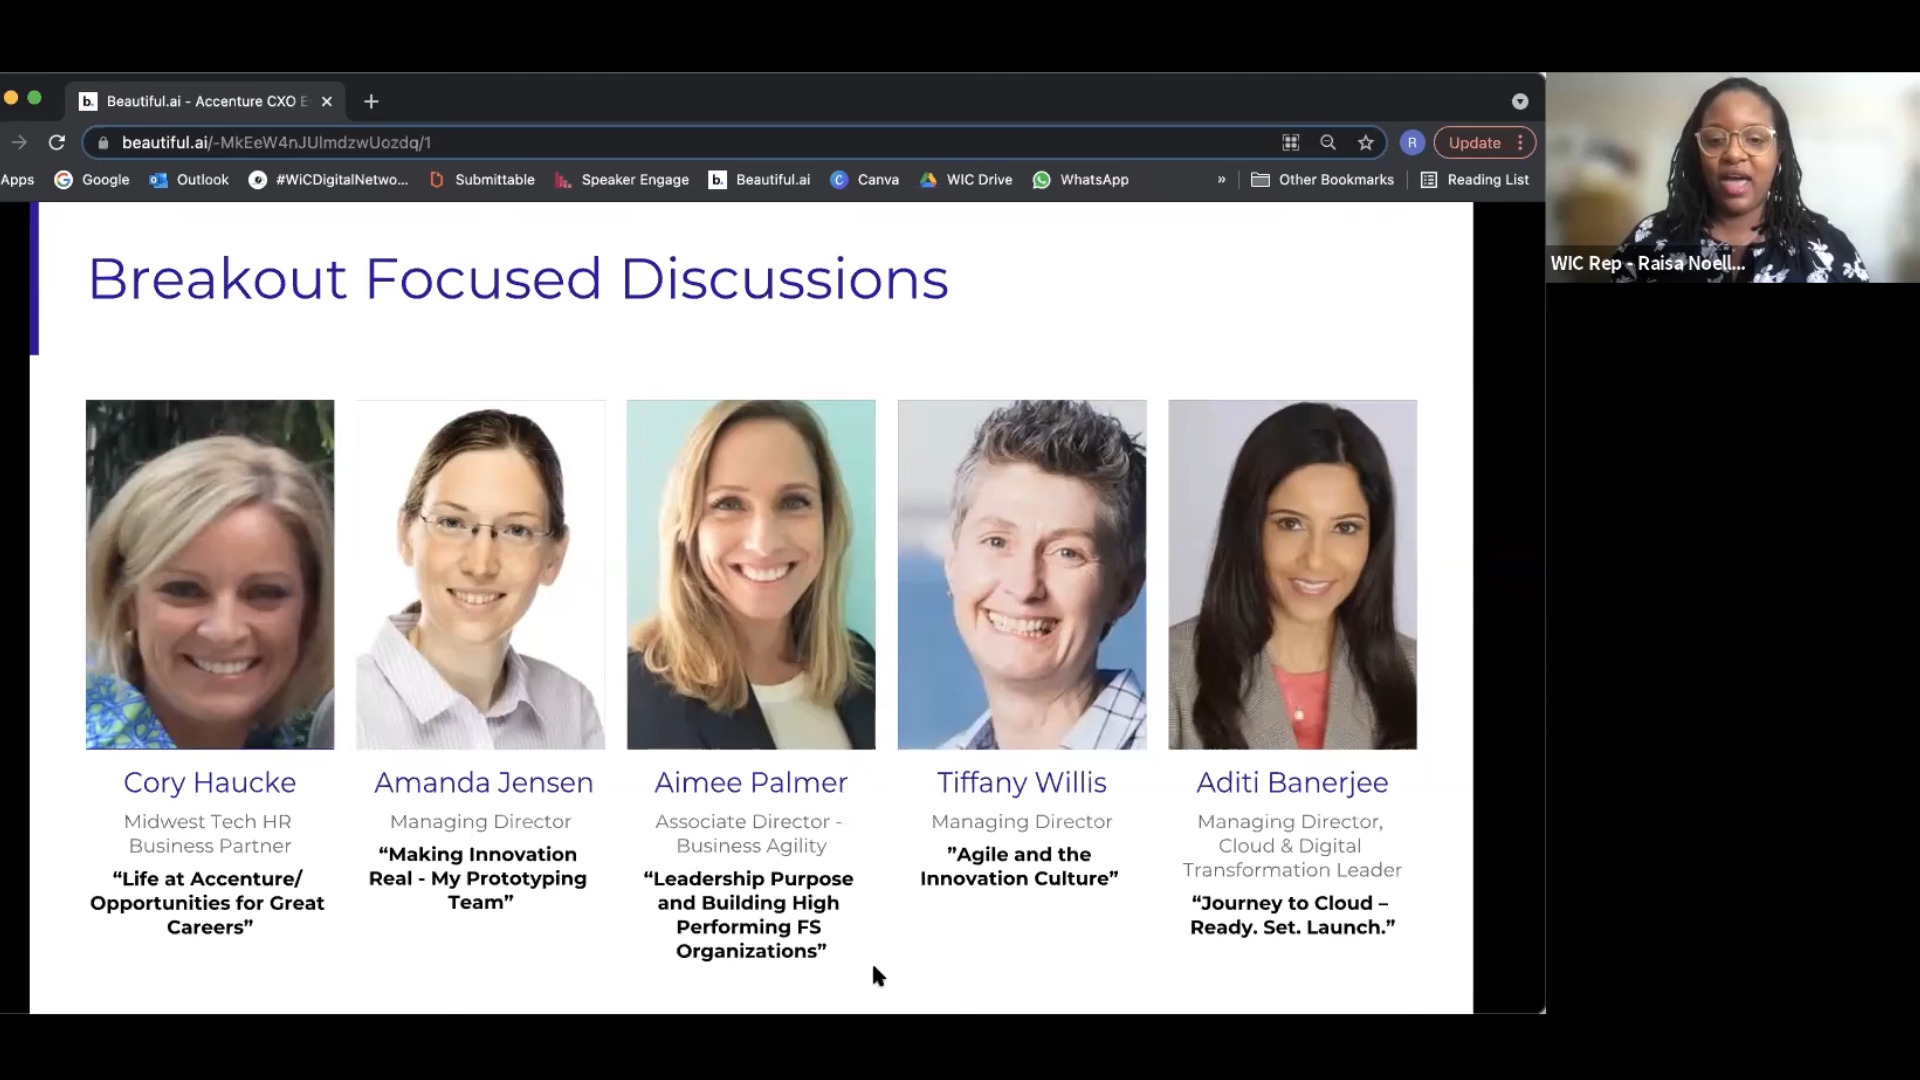 b. Beautiful.ai - Accenture CXO E
beautiful.ai/-MkEeW4nJUlmdzwUozdq/1
R
Update
Apps Google Outlook #WiCDigitalNetwo... Submittable Speaker Engage b. Beautiful.ai C Canva WIC Drive WhatsApp » Other Bookmarks Reading List
WIC Rep - Raisa Noell...
Breakout Focused Discussions
Cory Haucke
Midwest Tech HR
Business Partner
“Life at Accenture/
Opportunities for Great
Careers”
Amanda Jensen
Managing Director
“Making Innovation
Real - My Prototyping
Team”
Aimee Palmer
Associate Director -
Business Agility
“Leadership Purpose
and Building High
Performing FS
Organizations”
Tiffany Willis
Managing Director
”Agile and the
Innovation Culture”
Aditi Banerjee
Managing Director,
Cloud & Digital
Transformation Leader
“Journey to Cloud –
Ready. Set. Launch.”